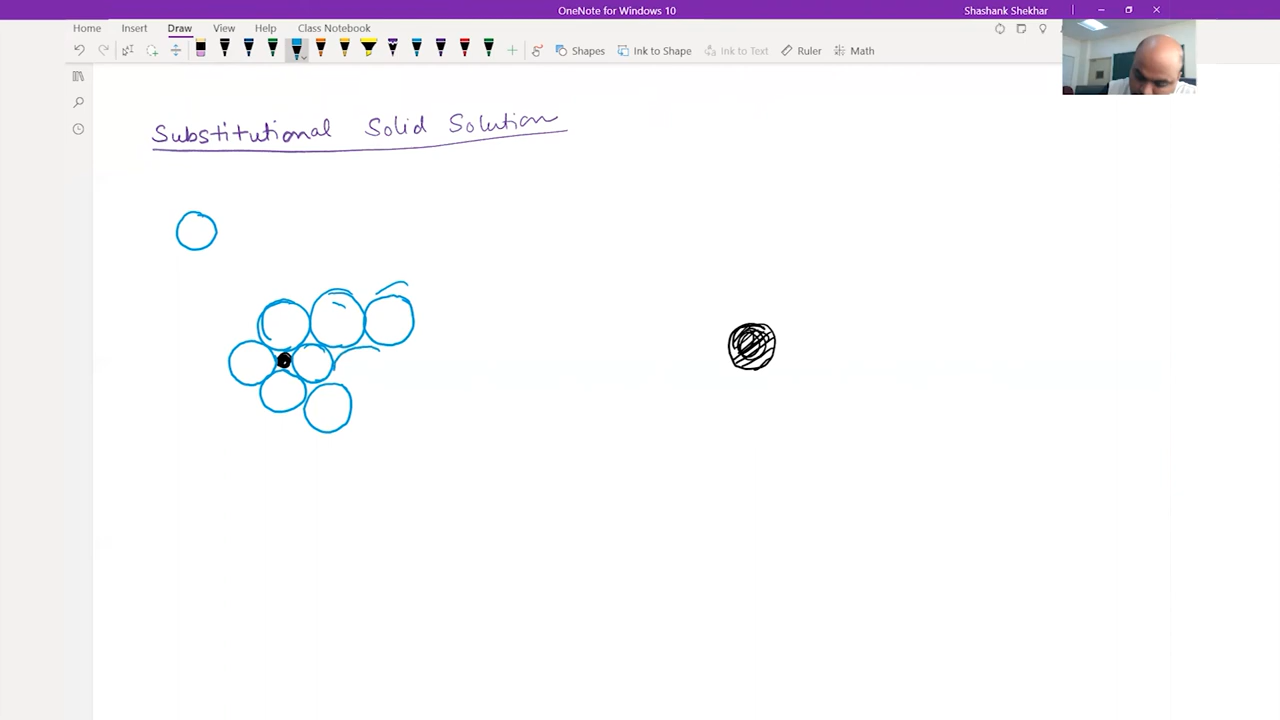 OneNote for Windows 10
Shashank Shekhar
Home Insert Draw View Help Class Notebook
Shapes Ink to Shape Ink to Text Ruler Math
Substitutional Solid Solution